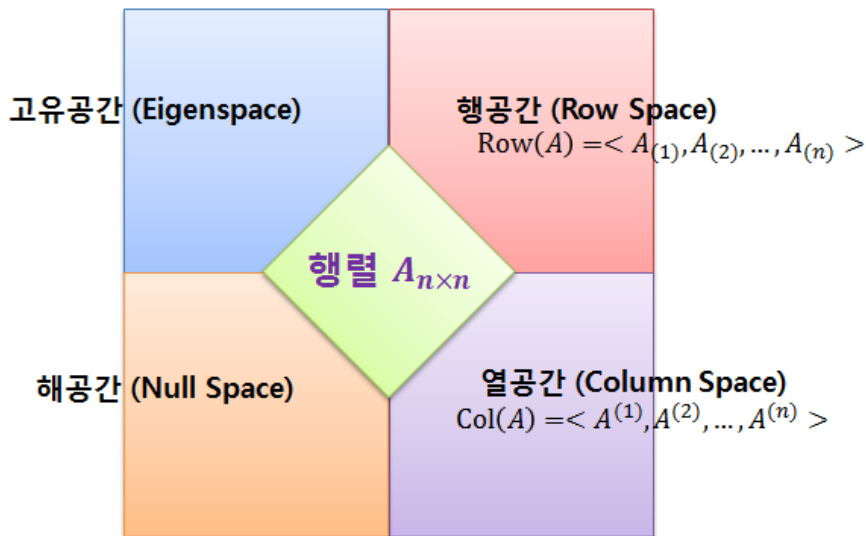 고유공간 (Eigenspace)
행공간 (Row Space)
Row(A) =< A₍₁₎, A₍₂₎, ..., A₍ₙ₎ >
행렬 Aₙ×ₙ
해공간 (Null Space)
열공간 (Column Space)
Col(A) =< A⁽¹⁾, A⁽²⁾, ..., A⁽ⁿ⁾ >